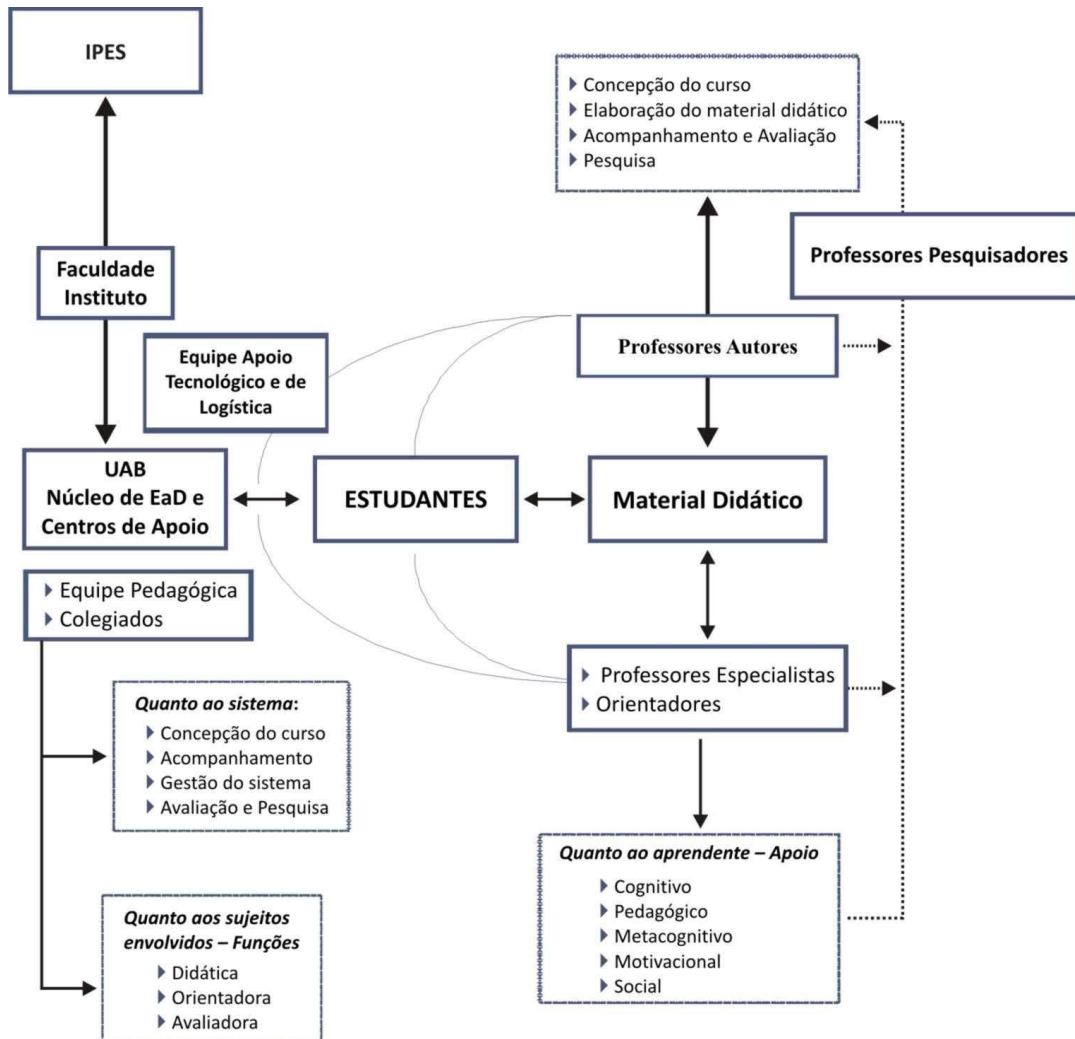 IPES
Concepção do curso
Elaboração do material didático
Acompanhamento e Avaliação
Pesquisa
Professores Pesquisadores
Faculdade
Instituto
Equipe Apoio
Tecnológico e de
Logística
Professores Autores
UAB
Núcleo de EaD e
Centros de Apoio
ESTUDANTES
Material Didático
Equipe Pedagógica
Colegiados
Professores Especialistas
Orientadores
Quanto ao sistema:
Concepção do curso
Acompanhamento
Gestão do sistema
Avaliação e Pesquisa
Quanto ao aprendente – Apoio
Cognitivo
Pedagógico
Metacognitivo
Motivacional
Social
Quanto aos sujeitos
envolvidos – Funções
Didática
Orientadora
Avaliadora